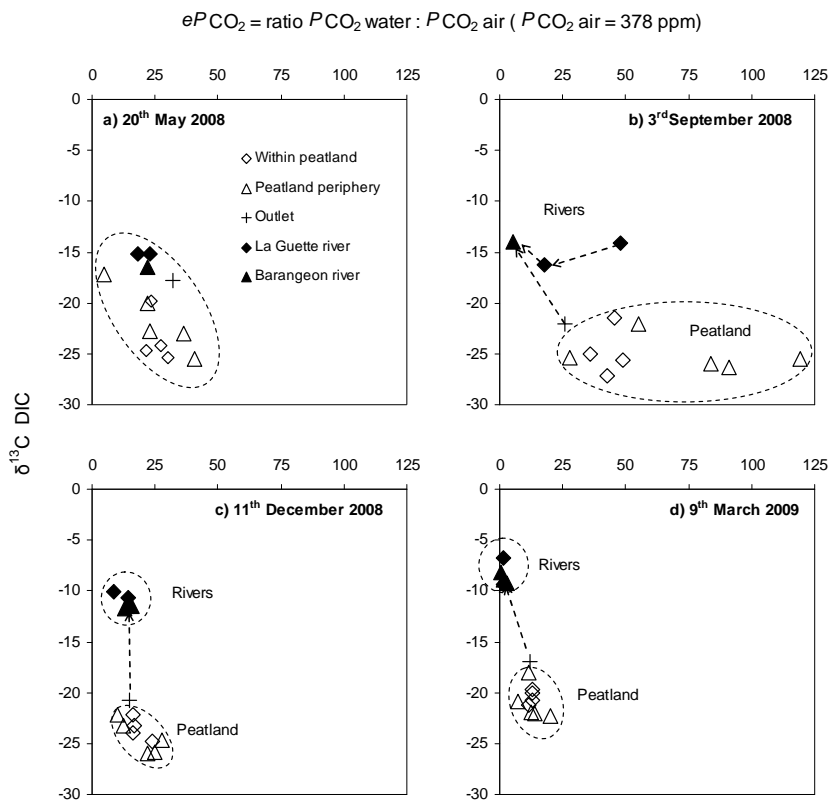 ePCO₂ = ratio PCO₂ water : PCO₂ air ( PCO₂ air = 378 ppm)
0 25 50 75 100 125
0 25 50 75 100 125
a) 20th May 2008
Within peatland
Peatland periphery
Outlet
La Guette river
Barangeon river
0
-5
-10
-15
-20
-25
-30
b) 3rd September 2008
Rivers
Peatland
0
-5
-10
-15
-20
-25
-30
δ13C DIC
0 25 50 75 100 125
0 25 50 75 100 125
c) 11th December 2008
Rivers
Peatland
0
-5
-10
-15
-20
-25
-30
d) 9th March 2009
Rivers
Peatland
0
-5
-10
-15
-20
-25
-30